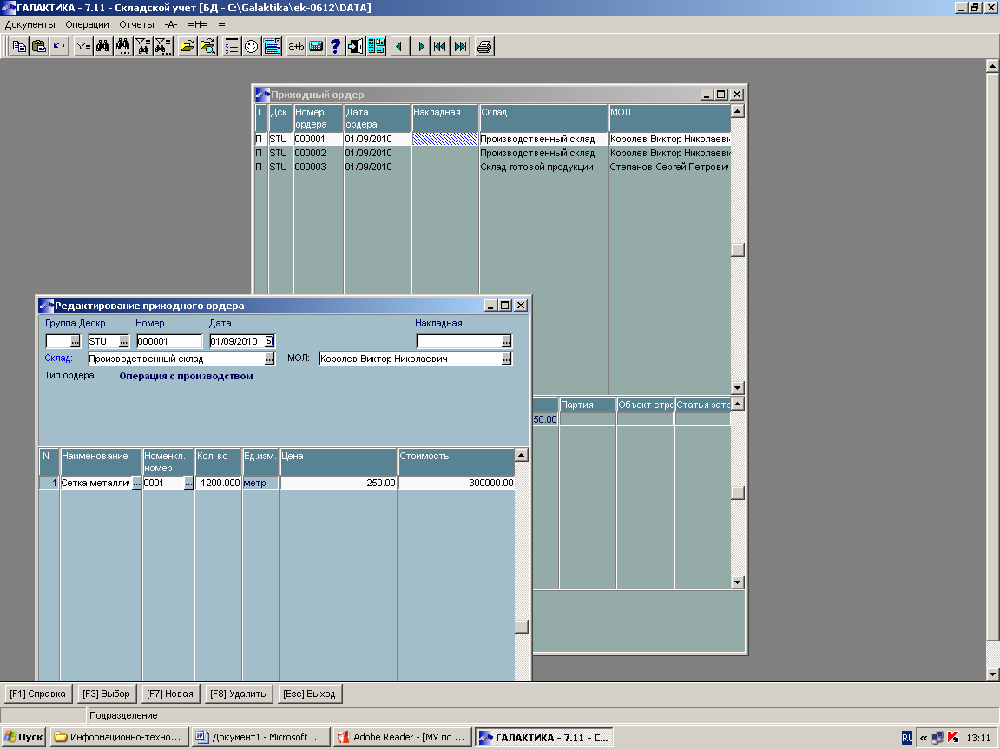 ГАЛАКТИКА - 7.11 - Складской учет [БД - C:\Galaktika\ek-0612\DATA]
Документы Операции Отчеты -А- =Н= =
a+b ?
Приходный ордер
Т Дск Номер ордера Дата ордера Накладная Склад МОЛ
П STU 000001 01/09/2010 Производственный склад Королев Виктор Николаеви
П STU 000002 01/09/2010 Производственный склад Королев Виктор Николаеви
П STU 000003 01/09/2010 Склад готовой продукции Степанов Сергей Петрович
Редактирование приходного ордера
Группа Дескр. Номер Дата Накладная
... STU ... 000001 01/09/2010 5 ...
Склад: Производственный склад ... МОЛ: Королев Виктор Николаевич ...
Тип ордера: Операция с производством
Партия Объект стро Статья затр
50.00
N Наименование Номенкл. номер Кол-во Ед.изм. Цена Стоимость
1 Сетка металлич ... 0001 ... 1200.000 метр 250.00 300000.00
[F1] Справка [F3] Выбор [F7] Новая [F8] Удалить [Esc] Выход
Подразделение
Пуск Информационно-техно... Документ1 - Microsoft ... Adobe Reader - [МУ по ... ГАЛАКТИКА - 7.11 - С... RU « 13:11